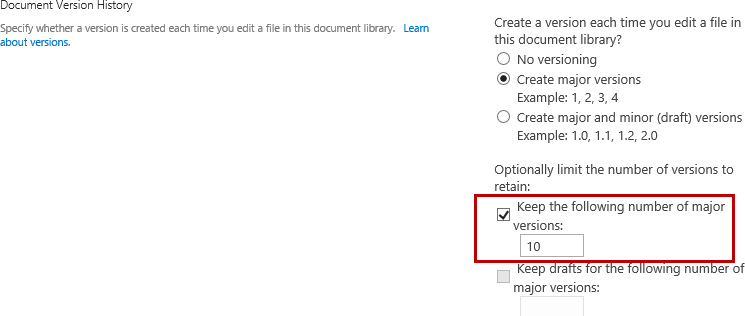 Document Version History
Specify whether a version is created each time you edit a file in this document library. Learn
about versions.
Create a version each time you edit a file in
this document library?
No versioning
Create major versions
Example: 1, 2, 3, 4
Create major and minor (draft) versions
Example: 1.0, 1.1, 1.2, 2.0
Optionally limit the number of versions to
retain:
Keep the following number of major
versions:
10
Keep drafts for the following number of
major versions: